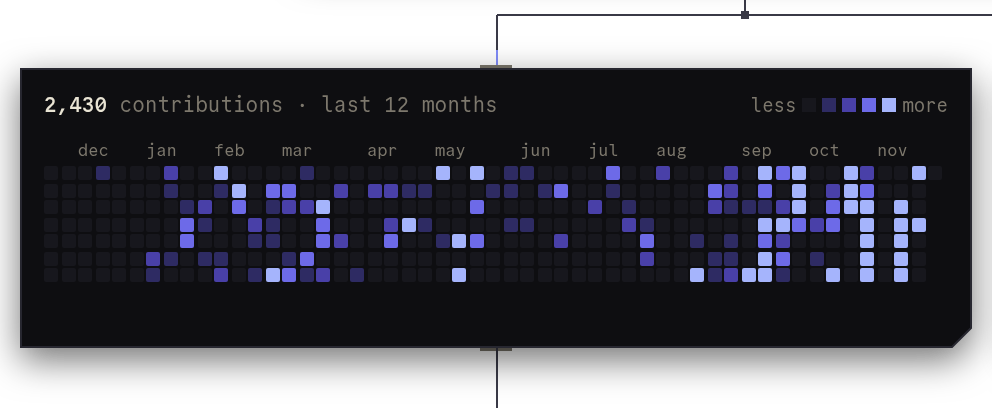 2,430 contributions · last 12 months
less more
dec jan feb mar apr may jun jul aug sep oct nov